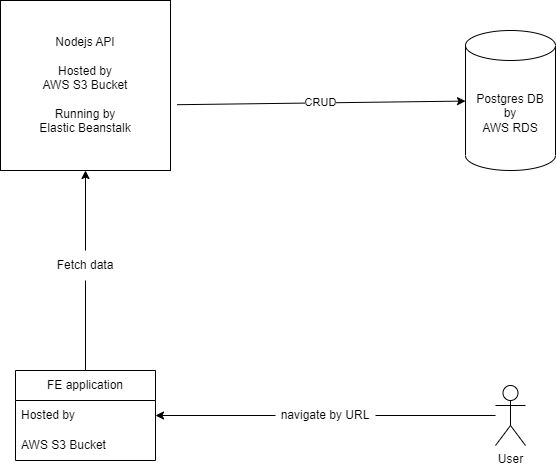 Nodejs API
Hosted by
AWS S3 Bucket
Running by
Elastic Beanstalk
CRUD
Postgres DB
by
AWS RDS
Fetch data
FE application
Hosted by
AWS S3 Bucket
navigate by URL
User